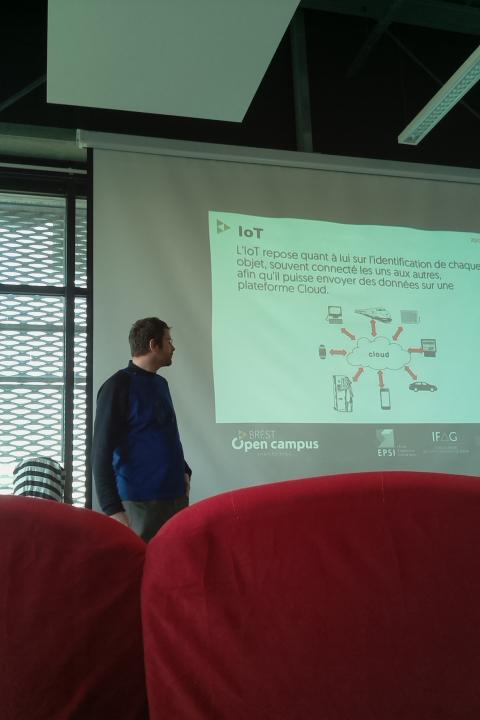 IoT
L'IoT repose quant à lui sur l'identification de chaque
objet, souvent connecté les uns aux autres,
afin qu'il puisse envoyer des données sur une
plateforme Cloud.
cloud
BREST
Open campus
EPSI
IFAG